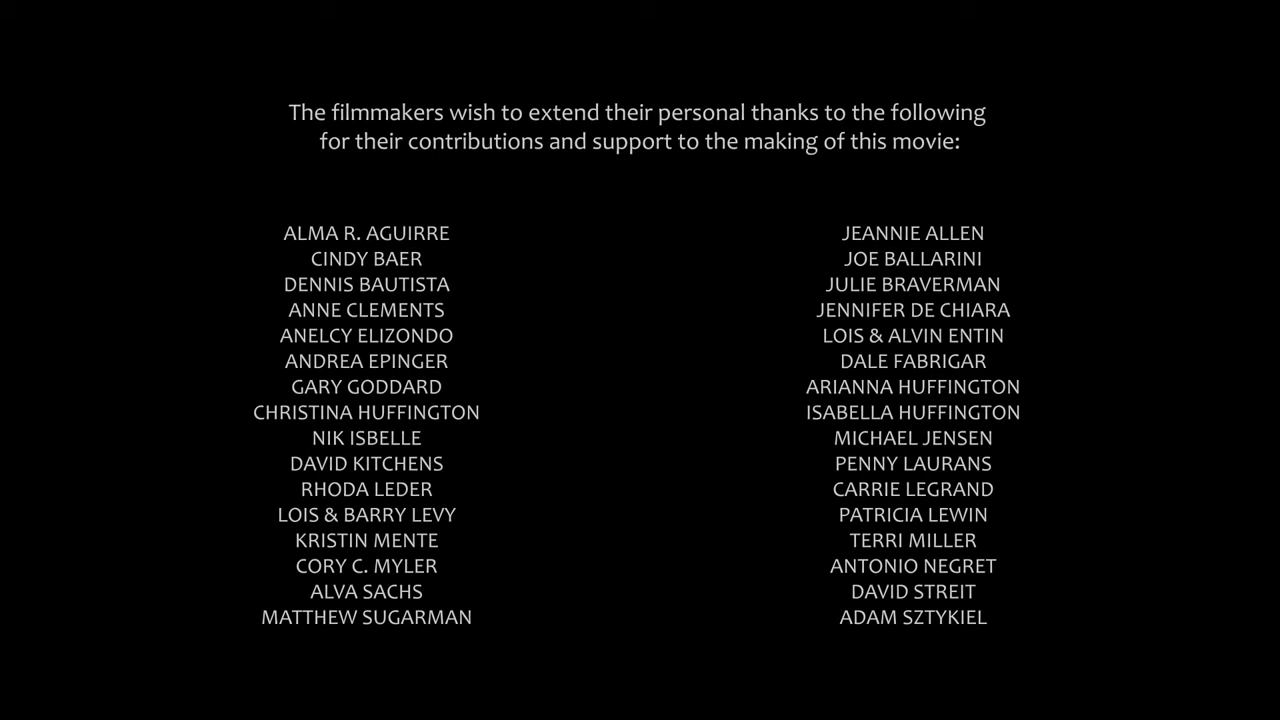 The filmmakers wish to extend their personal thanks to the following
for their contributions and support to the making of this movie:
ALMA R. AGUIRRE
CINDY BAER
DENNIS BAUTISTA
ANNE CLEMENTS
ANELCY ELIZONDO
ANDREA EPINGER
GARY GODDARD
CHRISTINA HUFFINGTON
NIK ISBELLE
DAVID KITCHENS
RHODA LEDER
LOIS & BARRY LEVY
KRISTIN MENTE
CORY C. MYLER
ALVA SACHS
MATTHEW SUGARMAN
JEANNIE ALLEN
JOE BALLARINI
JULIE BRAVERMAN
JENNIFER DE CHIARA
LOIS & ALVIN ENTIN
DALE FABRIGAR
ARIANNA HUFFINGTON
ISABELLA HUFFINGTON
MICHAEL JENSEN
PENNY LAURANS
CARRIE LEGRAND
PATRICIA LEWIN
TERRI MILLER
ANTONIO NEGRET
DAVID STREIT
ADAM SZTYKIEL